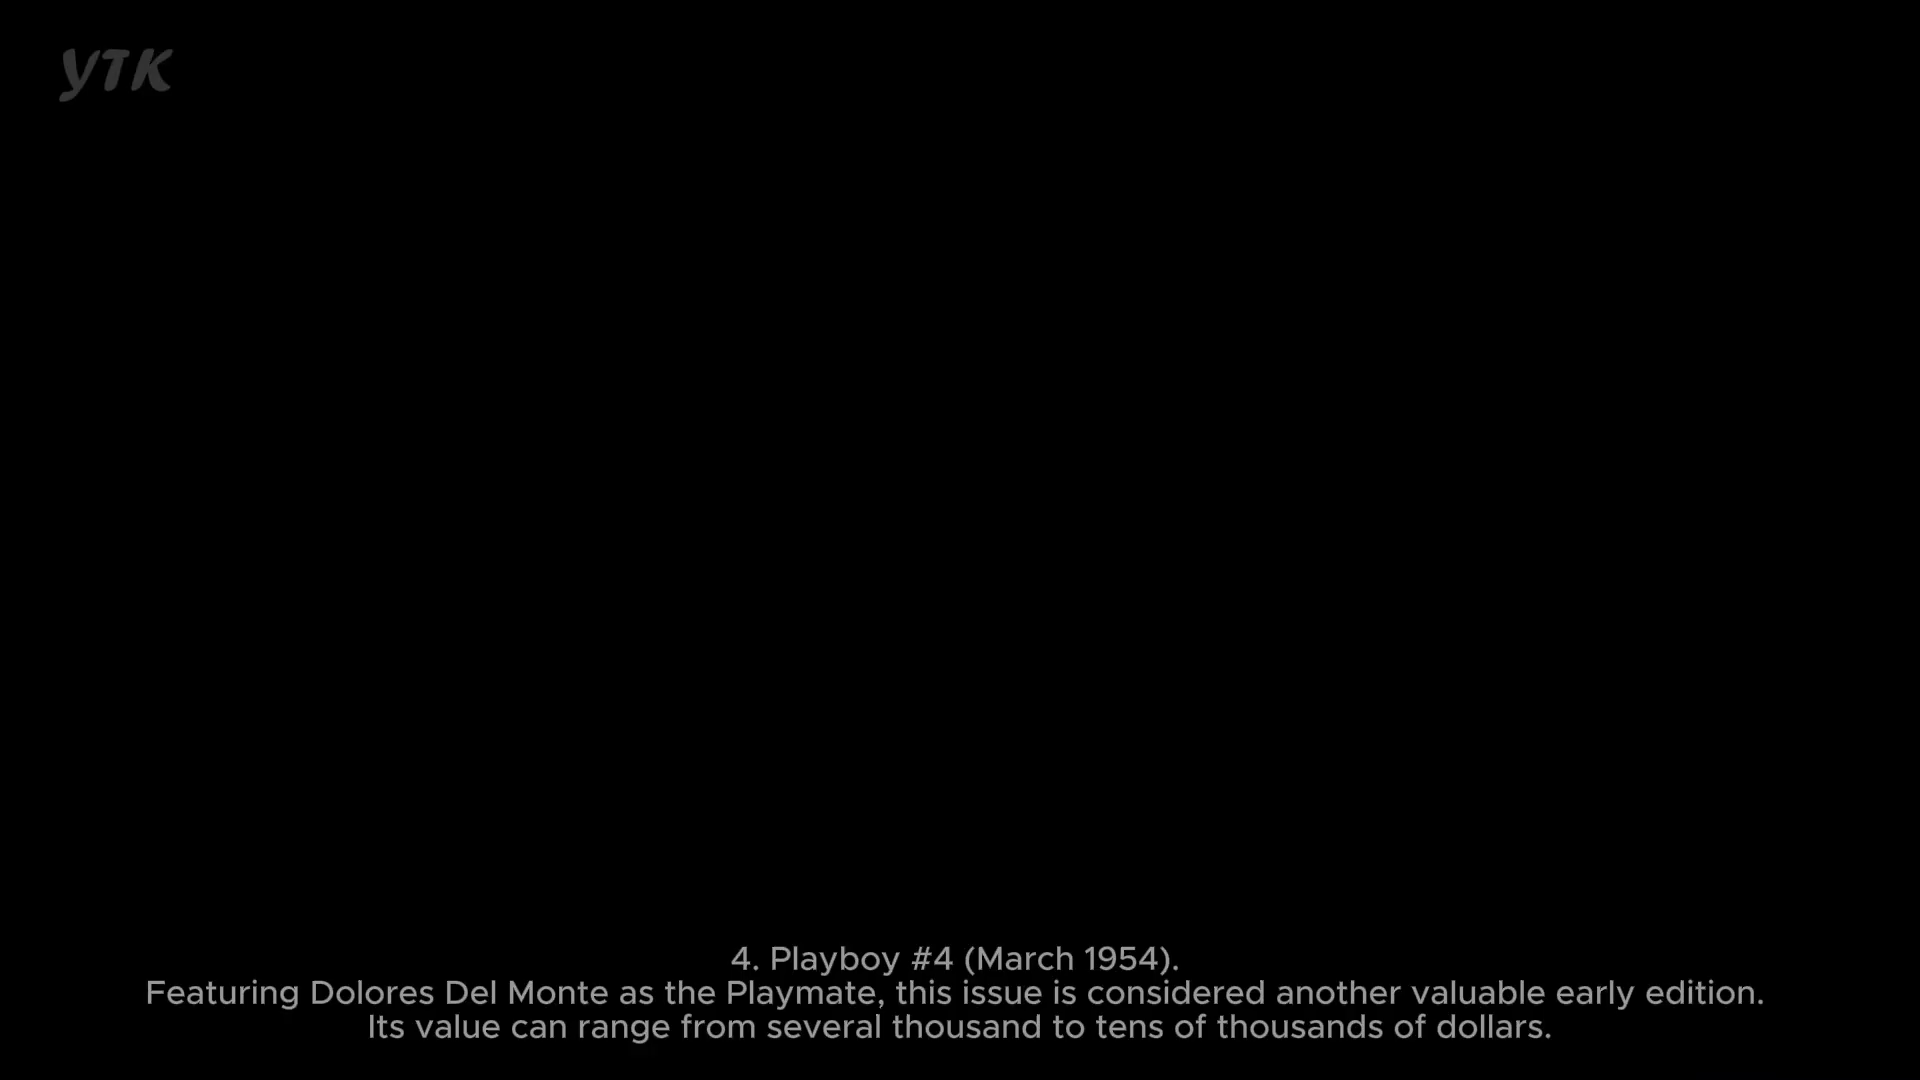 YTK
4. Playboy #4 (March 1954).
Featuring Dolores Del Monte as the Playmate, this issue is considered another valuable early edition.
Its value can range from several thousand to tens of thousands of dollars.